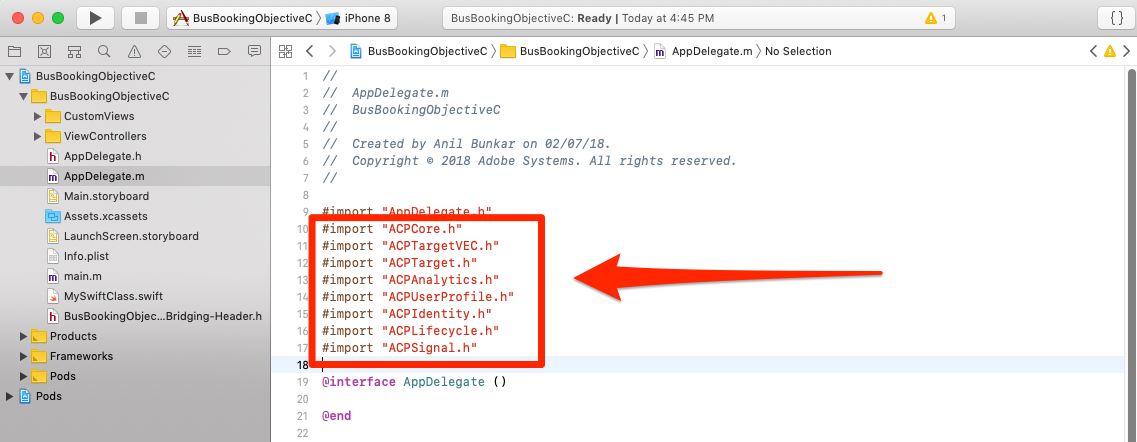 BusBookingObjectiveC iPhone 8 BusBookingObjectiveC: Ready | Today at 4:45 PM 1 { }
BusBookingObjectiveC BusBookingObjectiveC m AppDelegate.m No Selection
BusBookingObjectiveC
BusBookingObjectiveC
CustomViews
ViewControllers
h AppDelegate.h
m AppDelegate.m
Main.storyboard
Assets.xcassets
LaunchScreen.storyboard
Info.plist
m main.m
MySwiftClass.swift
h BusBookingObjec...Bridging-Header.h
Products
Frameworks
Pods
Pods
1 //
2 // AppDelegate.m
3 // BusBookingObjectiveC
4 //
5 // Created by Anil Bunkar on 02/07/18.
6 // Copyright © 2018 Adobe Systems. All rights reserved.
7 //
8
9 #import "AppDelegate.h"
10 #import "ACPCore.h"
11 #import "ACPTargetVEC.h"
12 #import "ACPTarget.h"
13 #import "ACPAnalytics.h"
14 #import "ACPUserProfile.h"
15 #import "ACPIdentity.h"
16 #import "ACPLifecycle.h"
17 #import "ACPSignal.h"
18
19 @interface AppDelegate ()
20
21 @end
22